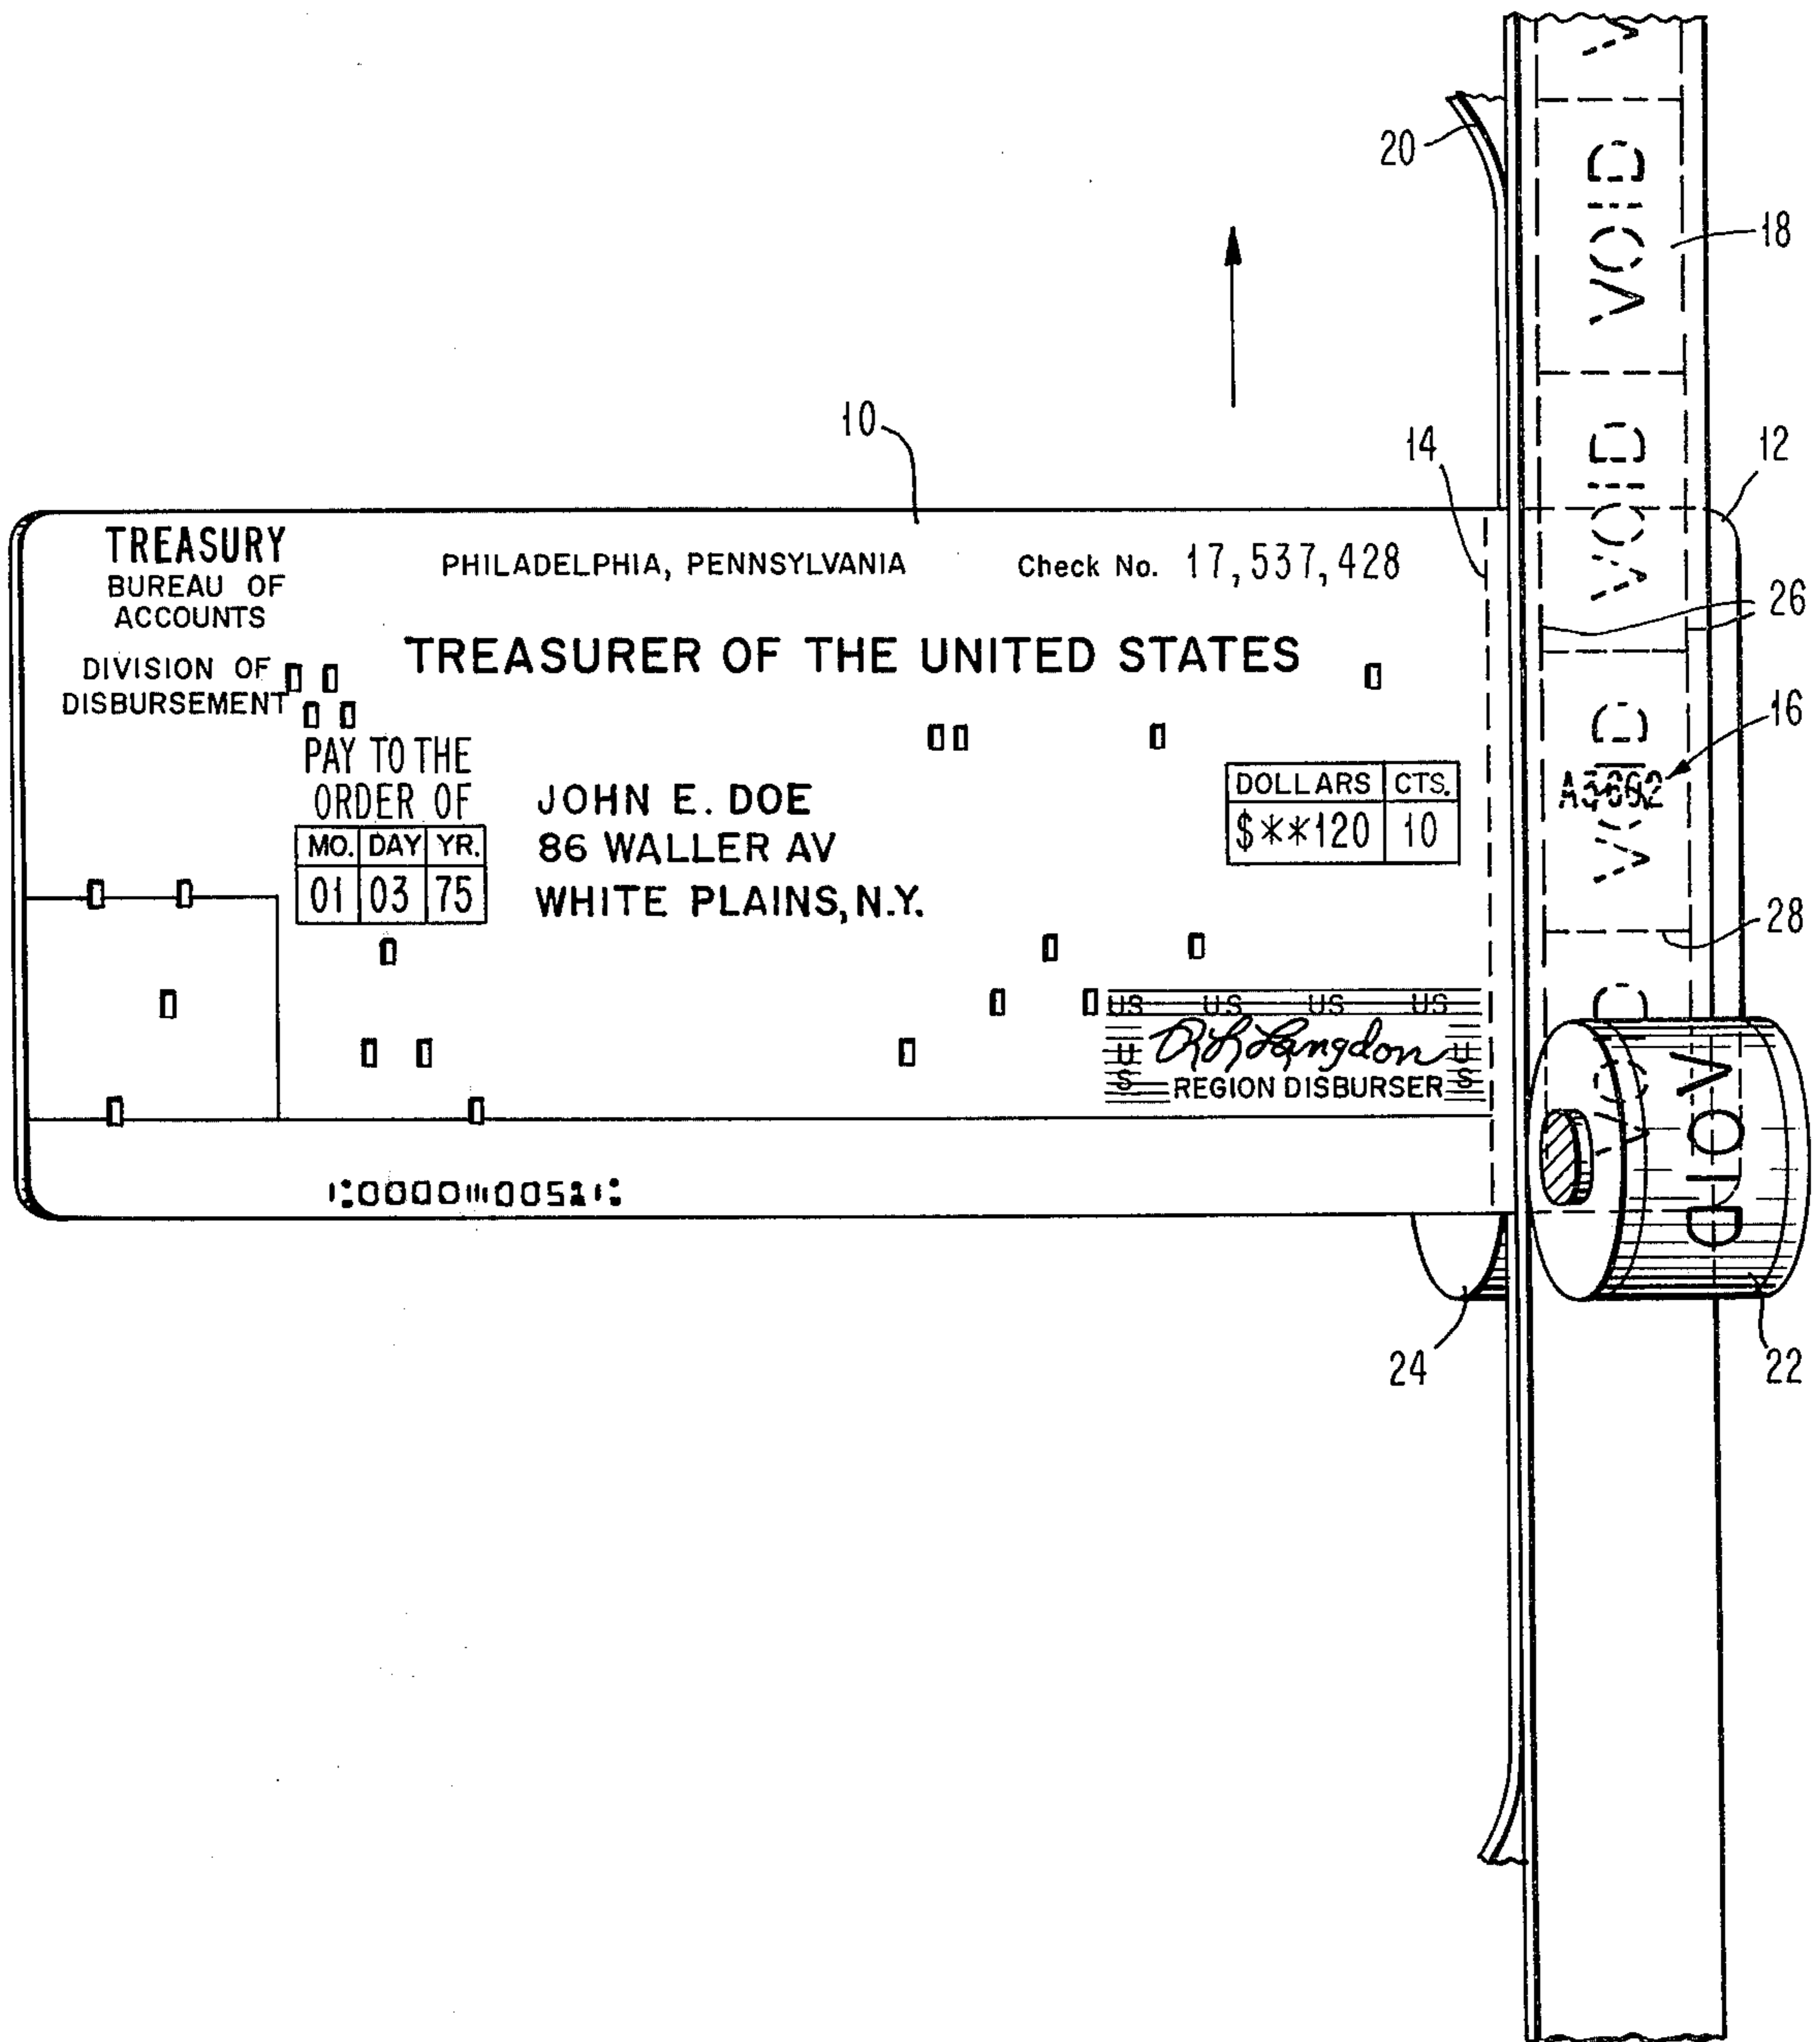 20
18
VOID
10
14
12
TREASURY
BUREAU OF
ACCOUNTS
DIVISION OF
DISBURSEMENT
PHILADELPHIA, PENNSYLVANIA
Check No. 17,537,428
TREASURER OF THE UNITED STATES
VOID
26
16
VOID
PAY TO THE
ORDER OF
MO. DAY YR.
01 03 75
JOHN E. DOE
86 WALLER AV
WHITE PLAINS, N.Y.
DOLLARS CTS.
$**120 10
28
US US US US
US
R L Langdon
US
REGION DISBURSER
VOID
24
22